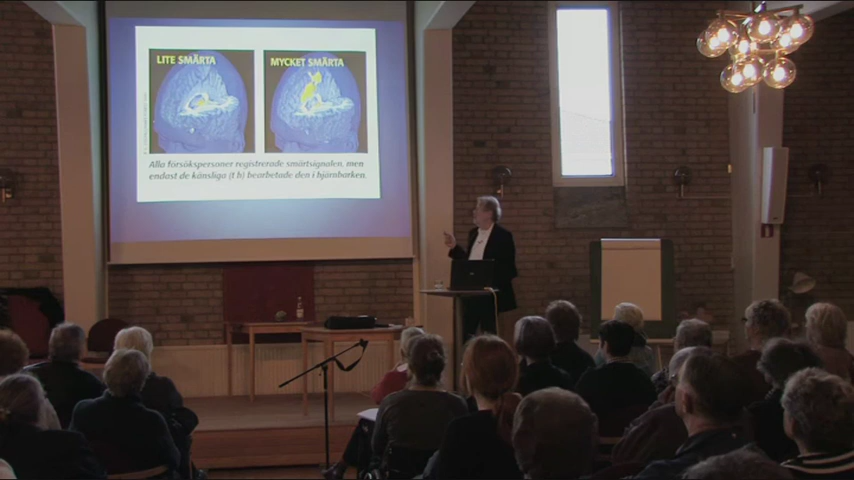 LITE SMÄRTA
MYCKET SMÄRTA
Alla försökspersoner registrerade smärtsignalen, men
endast de känsliga (t h) bearbetade den i hjärnbarken.